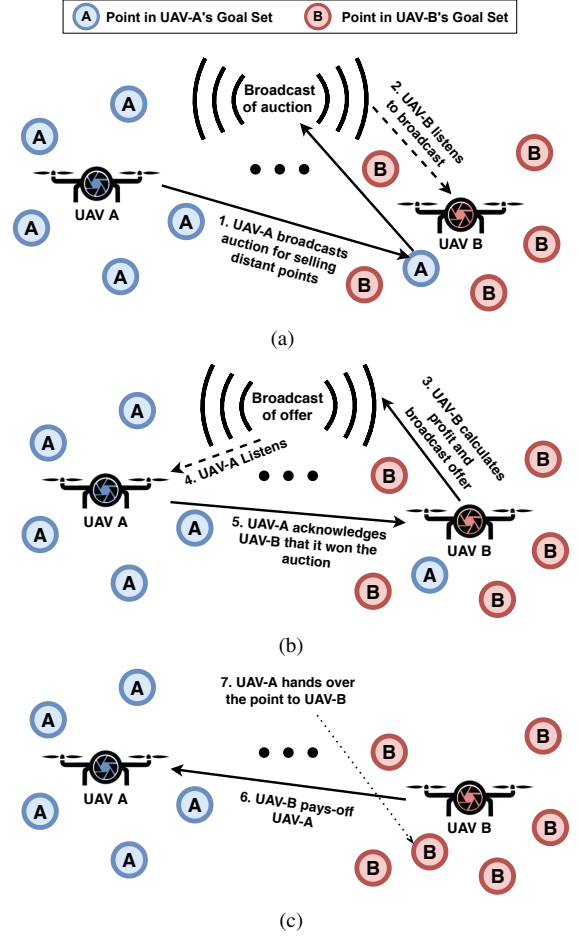 A Point in UAV-A's Goal Set
B Point in UAV-B's Goal Set
Broadcast
of auction
2. UAV-B listens
to broadcast
A
A
B
B
UAV A
A
A
1. UAV-A broadcasts
auction for selling
distant points
UAV B
B
A
A
B
B
(a)
Broadcast
of offer
3. UAV-B calculates
profit and
broadcast offer
A
A
4. UAV-A Listens
B
B
UAV A
A
A
5. UAV-A acknowledges
UAV-B that it won the
auction
UAV B
B
A
A
B
B
(b)
7. UAV-A hands over
the point to UAV-B
A
A
B
B
UAV A
A
A
6. UAV-B pays-off
UAV-A
UAV B
B
B
A
B
B
(c)